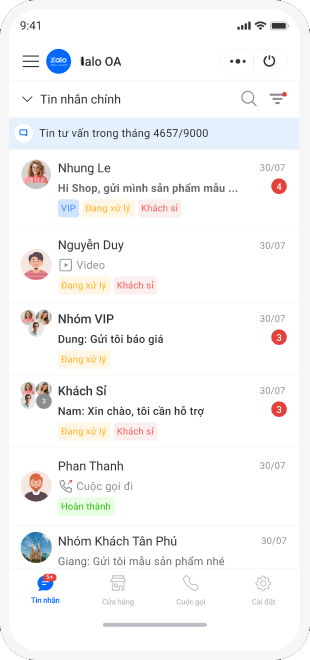 9:41
Zalo
Zalo OA
Tin nhắn chính
Tin tư vấn trong tháng 4657/9000
Nhung Le
30/07
Hi Shop, gửi mình sản phẩm mẫu ...
4
VIP
Đang xử lý
Khách sỉ
Nguyễn Duy
30/07
Video
Đang xử lý
Khách sỉ
Nhóm VIP
30/07
Dung: Gửi tôi báo giá
3
Đang xử lý
Khách Sỉ
30/07
3
Nam: Xin chào, tôi cần hỗ trợ
3
Đang xử lý
Khách sỉ
Phan Thanh
30/07
Cuộc gọi đi
Hoàn thành
Nhóm Khách Tân Phú
30/07
Giang: Gửi tôi mẫu sản phẩm nhé
5+
Tin nhắn
Cửa hàng
Cuộc gọi
Cài đặt